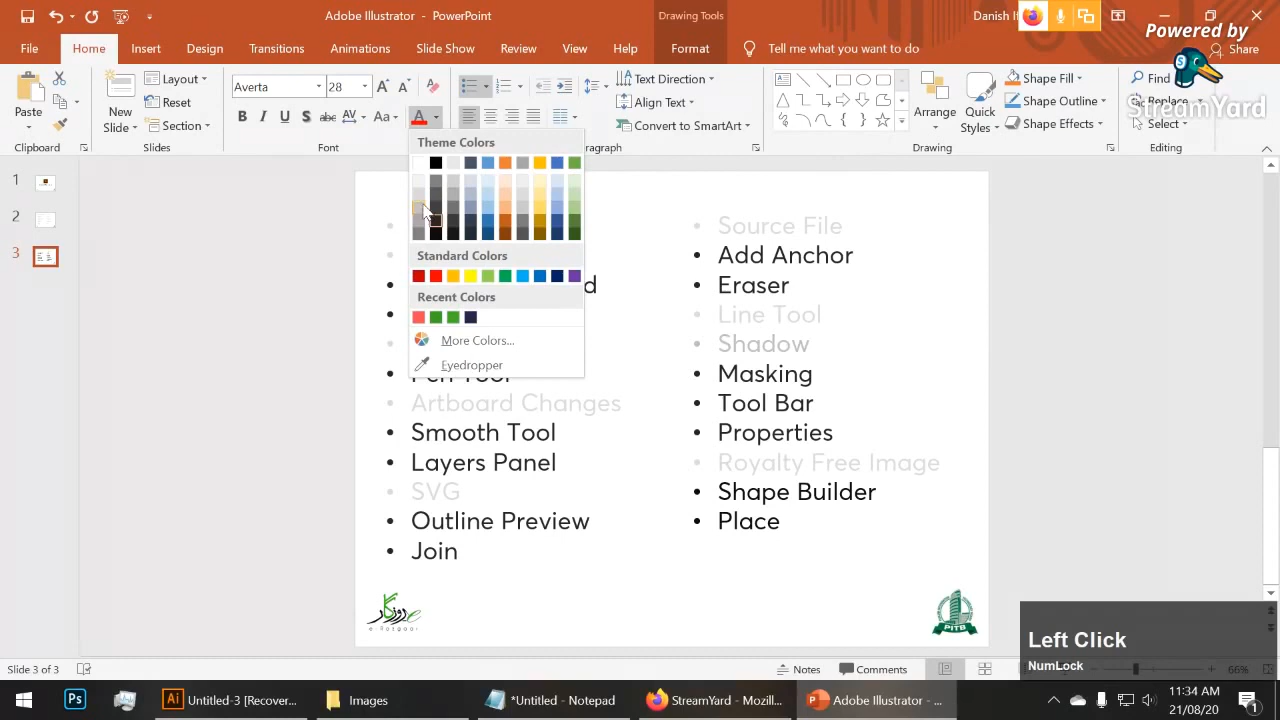 Adobe Illustrator - PowerPoint
Drawing Tools
Powered by
StreamYard
File
Home
Insert
Design
Transitions
Animations
Slide Show
Review
View
Help
Format
Tell me what you want to do
Share
Paste
New
Slide
Layout
Reset
Section
Averta
28
Text Direction
Align Text
Convert to SmartArt
Arrange
Quick
Styles
Shape Fill
Shape Outline
Shape Effects
Find
Replace
Select
Clipboard
Slides
Font
Drawing
Editing
Theme Colors
Standard Colors
Recent Colors
More Colors...
Eyedropper
1
2
3
Artboard Changes
Smooth Tool
Layers Panel
SVG
Outline Preview
Join
Source File
Add Anchor
Eraser
Line Tool
Shadow
Masking
Tool Bar
Properties
Royalty Free Image
Shape Builder
Place
PITB
Left Click
NumLock
Slide 3 of 3
Notes
Comments
66%
Untitled-3 [Recover...
Images
*Untitled - Notepad
StreamYard - Mozill...
Adobe Illustrator - ...
11:34 AM
21/08/20